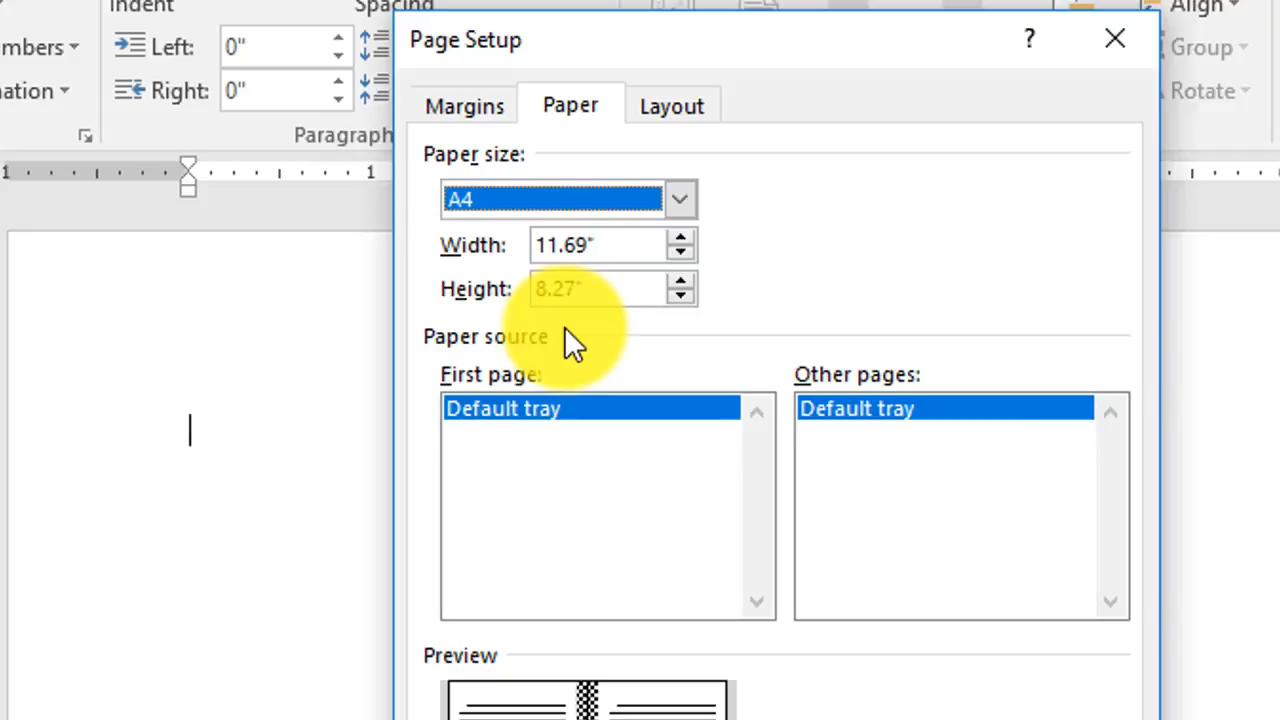 Indent
Spacing
Align
mbers
Left:
0"
Group
ation
Right:
0"
Rotate
Paragraph
1
1
Page Setup
?
Margins
Paper
Layout
Paper size:
A4
Width:
11.69"
Height:
8.27"
Paper source
First page:
Other pages:
Default tray
Default tray
Preview